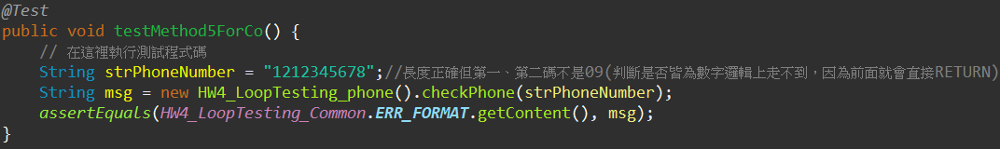 @Test
public void testMethod5ForCo() {
// 在這裡執行測試程式碼
String strPhoneNumber = "1212345678";//長度正確但第一、第二碼不是09(判斷是否皆為數字邏輯上走不到，因為前面就會直接RETURN)
String msg = new HW4_LoopTesting_phone().checkPhone(strPhoneNumber);
assertEquals(HW4_LoopTesting_Common.ERR_FORMAT.getContent(), msg);
}